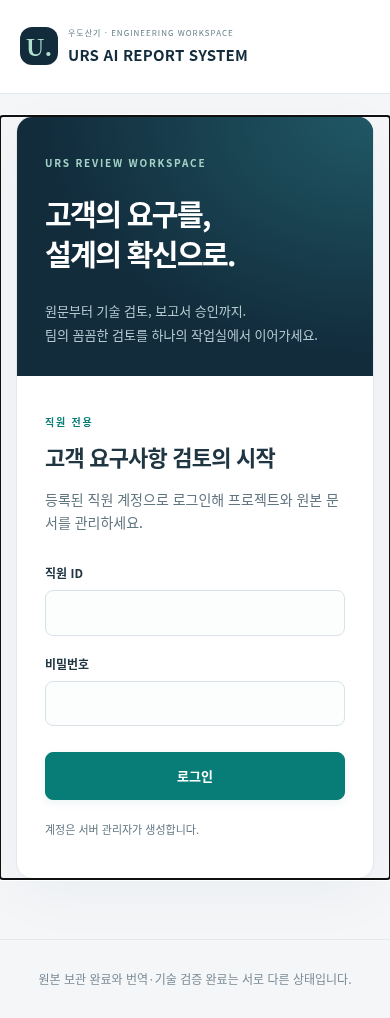 U.
우도산기 · ENGINEERING WORKSPACE
URS AI REPORT SYSTEM
URS REVIEW WORKSPACE
고객의 요구를,
설계의 확신으로.
원문부터 기술 검토, 보고서 승인까지.
팀의 꼼꼼한 검토를 하나의 작업실에서 이어가세요.
직원 전용
고객 요구사항 검토의 시작
등록된 직원 계정으로 로그인해 프로젝트와 원본 문
서를 관리하세요.
직원 ID
비밀번호
로그인
계정은 서버 관리자가 생성합니다.
원본 보관 완료와 번역·기술 검증 완료는 서로 다른 상태입니다.